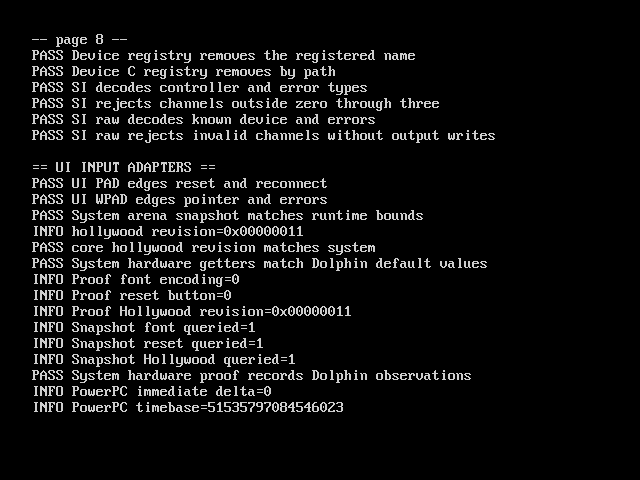 -- page 8 --
PASS Device registry removes the registered name
PASS Device C registry removes by path
PASS SI decodes controller and error types
PASS SI rejects channels outside zero through three
PASS SI raw decodes known device and errors
PASS SI raw rejects invalid channels without output writes
== UI INPUT ADAPTERS ==
PASS UI PAD edges reset and reconnect
PASS UI WPAD edges pointer and errors
PASS System arena snapshot matches runtime bounds
INFO hollywood revision=0x00000011
PASS core hollywood revision matches system
PASS System hardware getters match Dolphin default values
INFO Proof font encoding=0
INFO Proof reset button=0
INFO Proof Hollywood revision=0x00000011
INFO Snapshot font queried=1
INFO Snapshot reset queried=1
INFO Snapshot Hollywood queried=1
PASS System hardware proof records Dolphin observations
INFO PowerPC immediate delta=0
INFO PowerPC timebase=51535797084546023